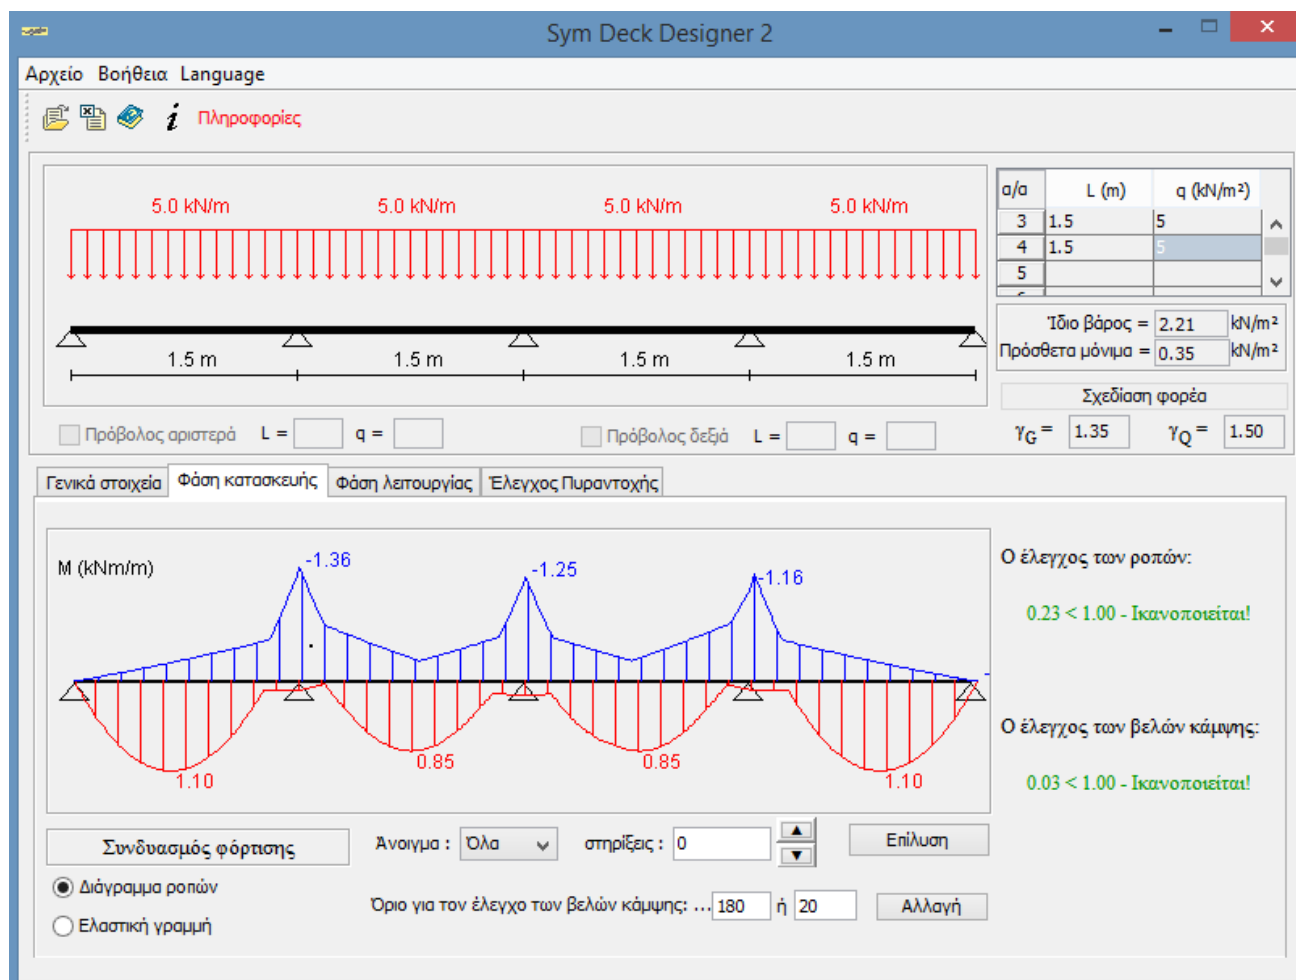 Sym Deck Designer 2
Αρχείο Βοήθεια Language
i Πληροφορίες
5.0 kN/m 5.0 kN/m 5.0 kN/m 5.0 kN/m
1.5 m 1.5 m 1.5 m 1.5 m
α/α L (m) q (kN/m²)
3 1.5 5
4 1.5 5
5
Ίδιο βάρος = 2.21 kN/m²
Πρόσθετα μόνιμα = 0.35 kN/m²
Σχεδίαση φορέα
Πρόβολος αριστερά L = q =
Πρόβολος δεξιά L = q =
γG = 1.35 γQ = 1.50
Γενικά στοιχεία Φάση κατασκευής Φάση λειτουργίας Έλεγχος Πυραντοχής
M (kNm/m)
-1.36 -1.25 -1.16
1.10 0.85 0.85 1.10
Ο έλεγχος των ροπών:
0.23 < 1.00 - Ικανοποιείται!
Ο έλεγχος των βελών κάμψης:
0.03 < 1.00 - Ικανοποιείται!
Συνδυασμός φόρτισης
Άνοιγμα : Όλα στηρίξεις : 0 Επίλυση
Διάγραμμα ροπών
Ελαστική γραμμή
Όριο για τον έλεγχο των βελών κάμψης: ... 180 ή 20 Αλλαγή